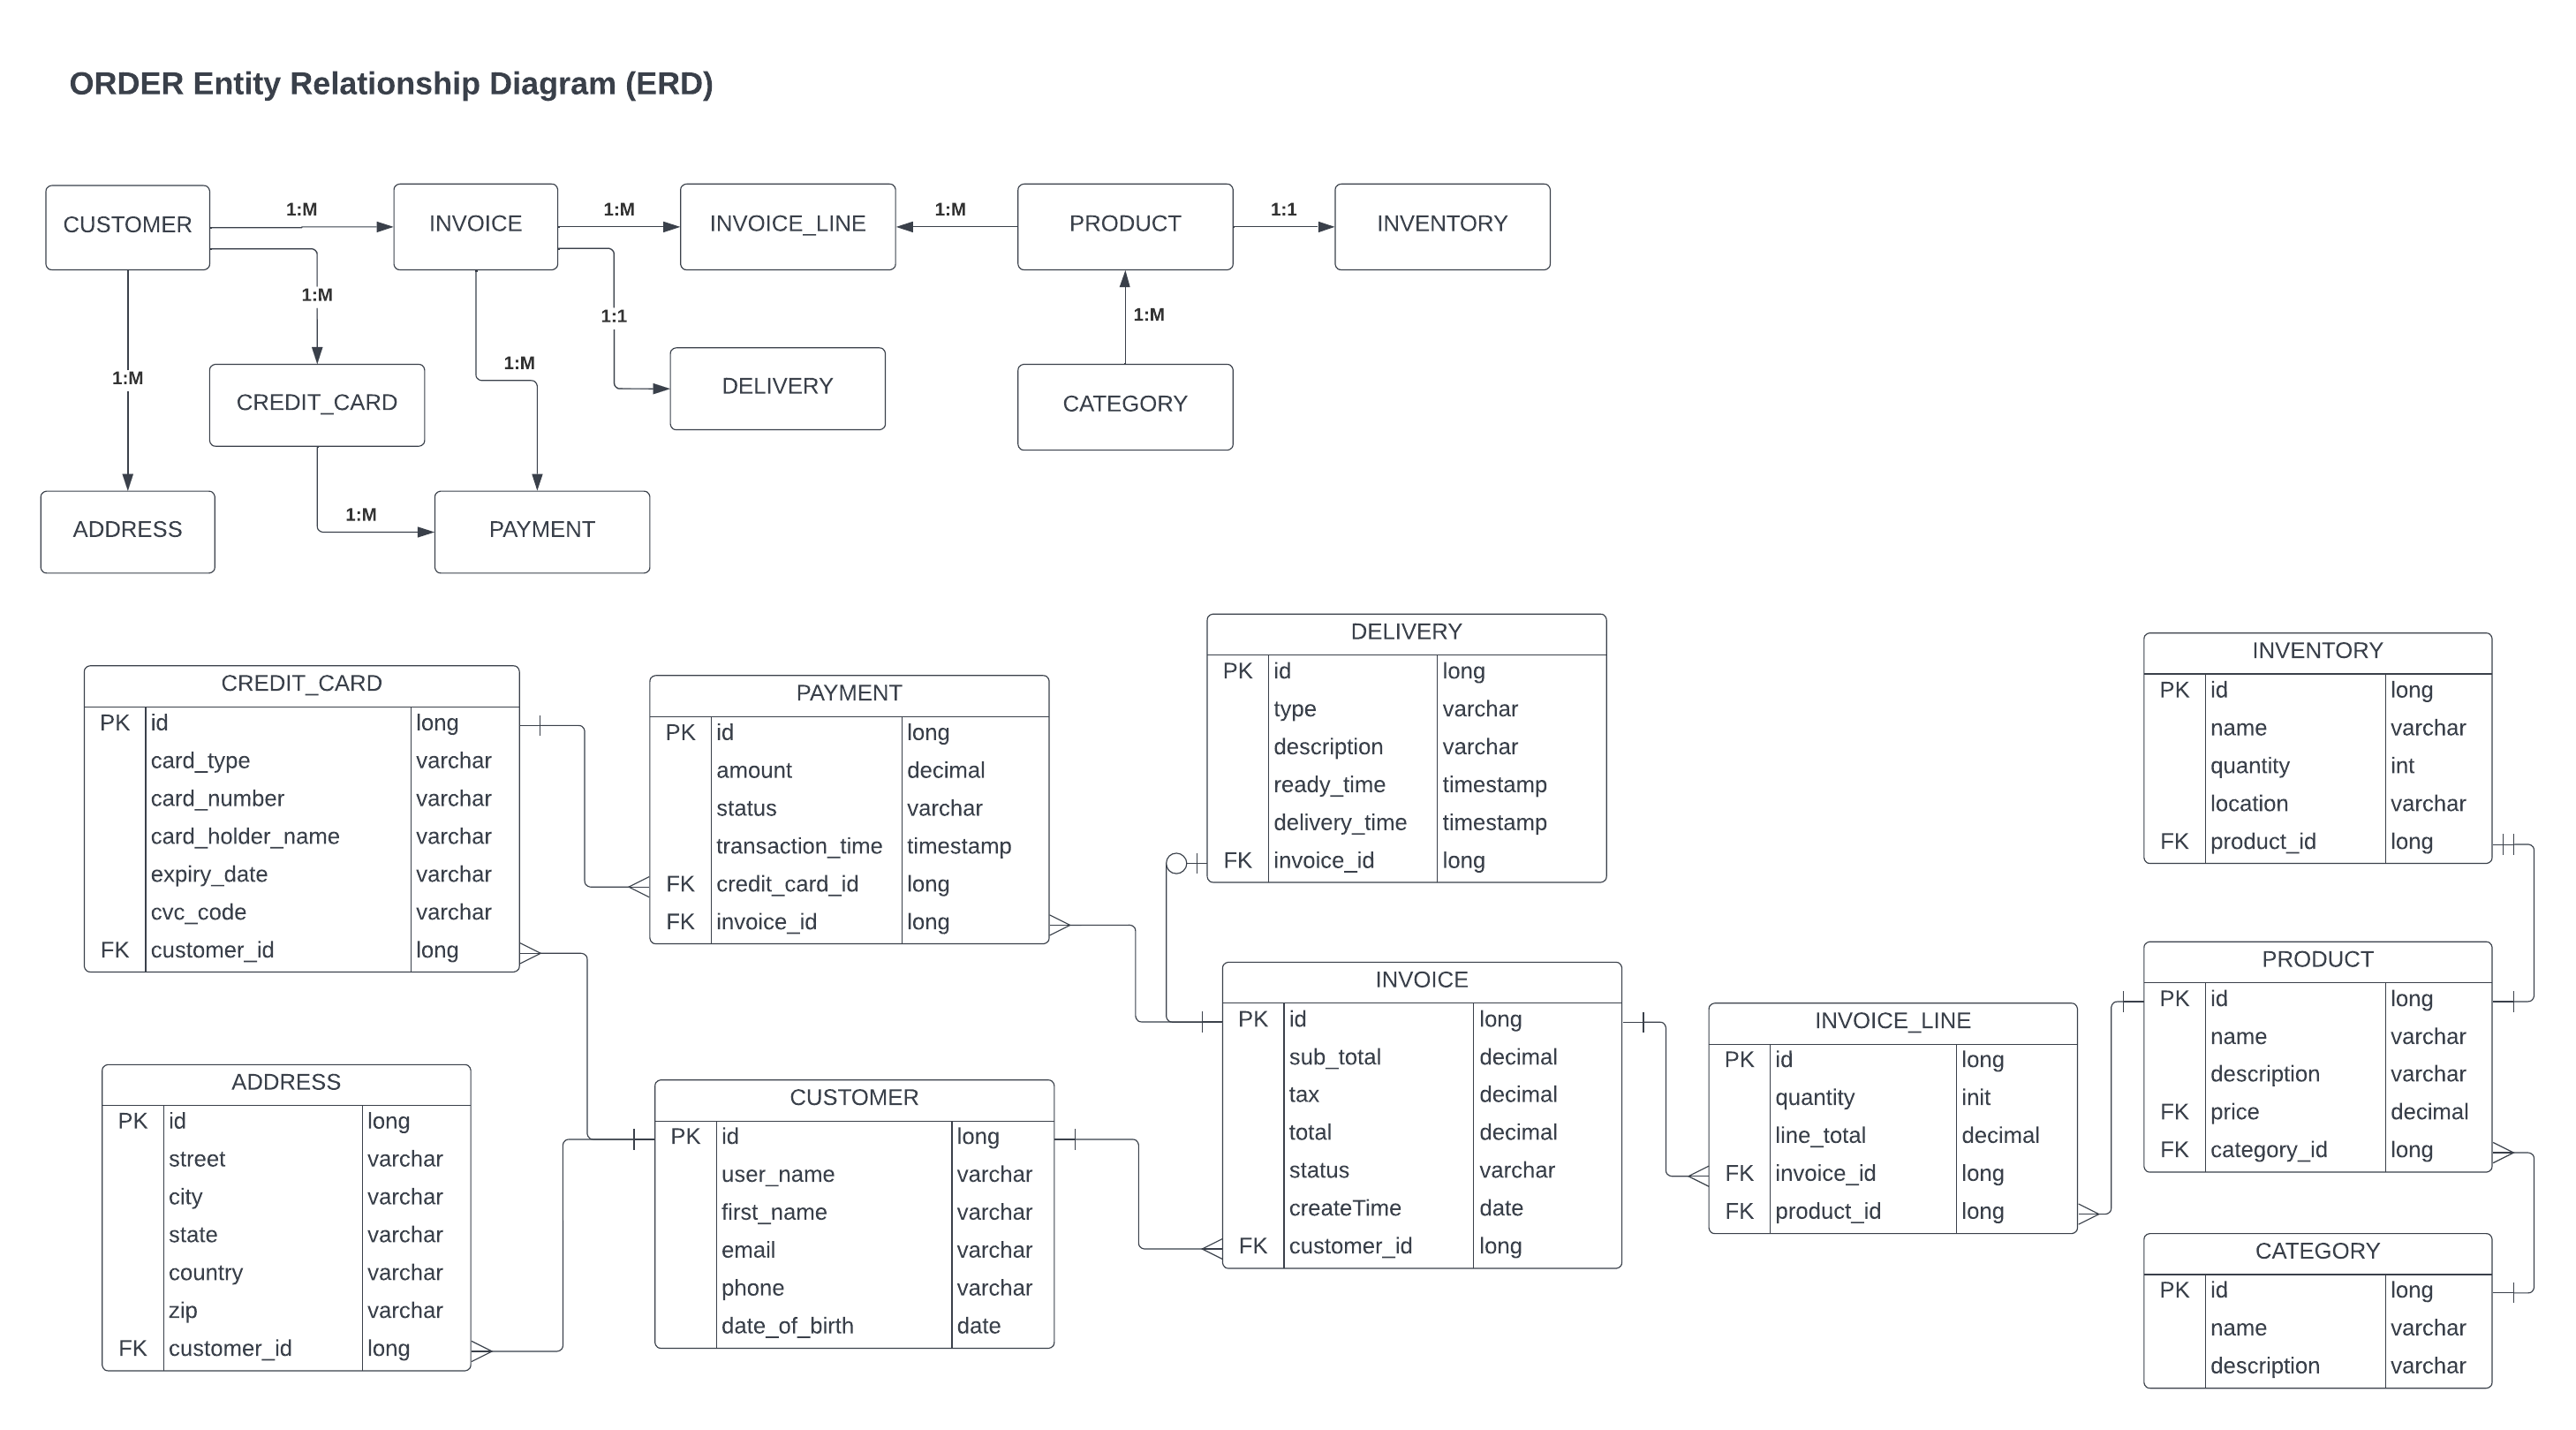 ORDER Entity Relationship Diagram (ERD)
CUSTOMER
1:M
INVOICE
1:M
INVOICE_LINE
1:M
PRODUCT
1:1
INVENTORY
1:M
1:1
1:M
1:M
1:M
CREDIT_CARD
DELIVERY
CATEGORY
1:M
ADDRESS
PAYMENT
CREDIT_CARD
PK id long
card_type varchar
card_number varchar
card_holder_name varchar
expiry_date varchar
cvc_code varchar
FK customer_id long
PAYMENT
PK id long
amount decimal
status varchar
transaction_time timestamp
FK credit_card_id long
FK invoice_id long
DELIVERY
PK id long
type varchar
description varchar
ready_time timestamp
delivery_time timestamp
FK invoice_id long
INVENTORY
PK id long
name varchar
quantity int
location varchar
FK product_id long
ADDRESS
PK id long
street varchar
city varchar
state varchar
country varchar
zip varchar
FK customer_id long
CUSTOMER
PK id long
user_name varchar
first_name varchar
email varchar
phone varchar
date_of_birth date
INVOICE
PK id long
sub_total decimal
tax decimal
total decimal
status varchar
createTime date
FK customer_id long
INVOICE_LINE
PK id long
quantity init
line_total decimal
FK invoice_id long
FK product_id long
PRODUCT
PK id long
name varchar
description varchar
FK price decimal
FK category_id long
CATEGORY
PK id long
name varchar
description varchar